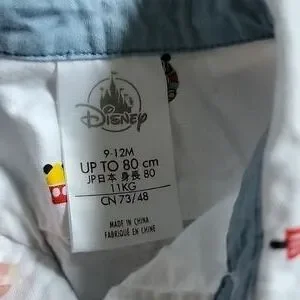 Disney
9-12M
UP TO 80 cm
JP日本 身長 80
11KG
CN 73/48
MADE IN CHINA
FABRIQUÉ EN CHINE